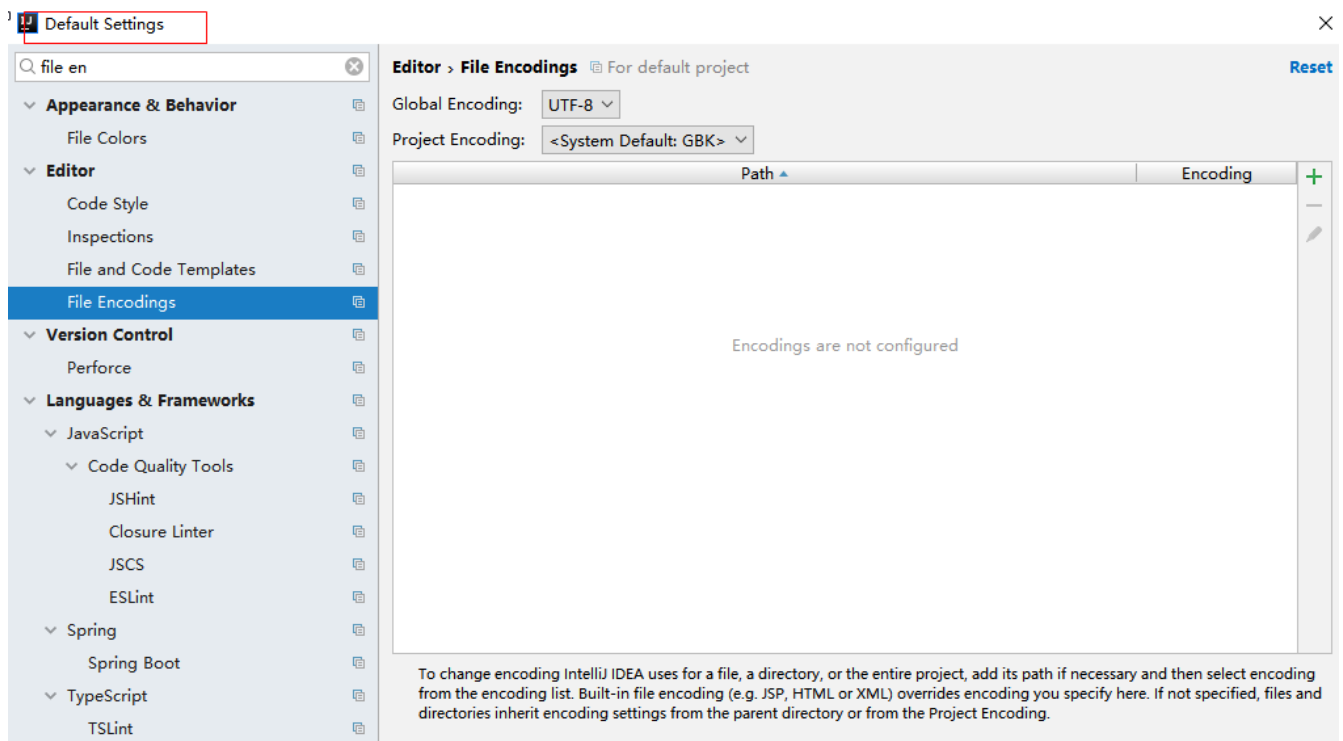 Default Settings
file en
Appearance & Behavior
File Colors
Editor
Code Style
Inspections
File and Code Templates
File Encodings
Version Control
Perforce
Languages & Frameworks
JavaScript
Code Quality Tools
JSHint
Closure Linter
JSCS
ESLint
Spring
Spring Boot
TypeScript
TSLint
Editor › File Encodings For default project Reset
Global Encoding: UTF-8
Project Encoding: <System Default: GBK>
Path Encoding
Encodings are not configured
To change encoding IntelliJ IDEA uses for a file, a directory, or the entire project, add its path if necessary and then select encoding
from the encoding list. Built-in file encoding (e.g. JSP, HTML or XML) overrides encoding you specify here. If not specified, files and
directories inherit encoding settings from the parent directory or from the Project Encoding.